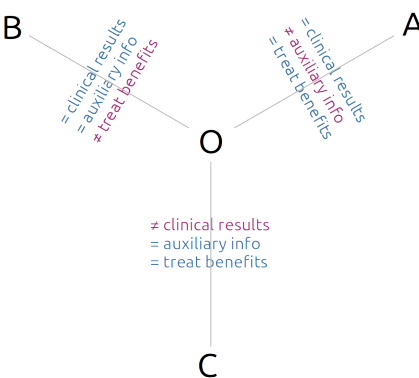 B
A
= clinical results
= auxiliary info
≠ treat benefits
= clinical results
≠ auxiliary info
= treat benefits
O
≠ clinical results
= auxiliary info
= treat benefits
C